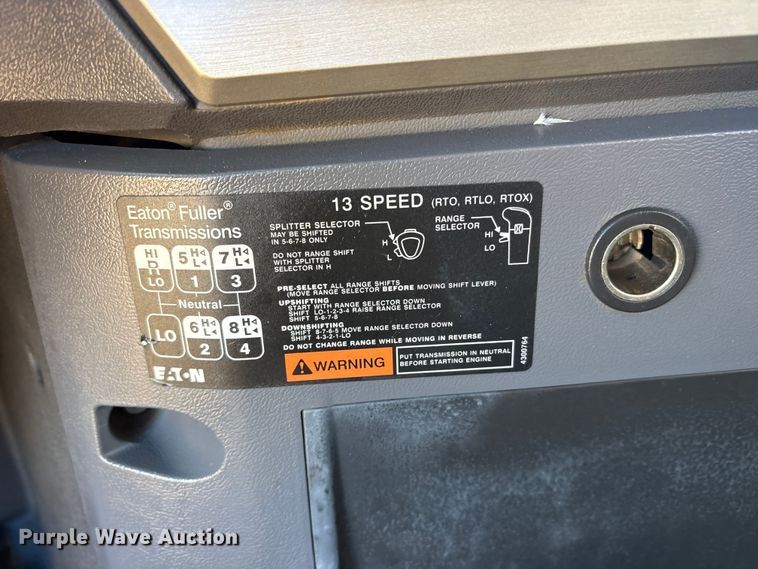 Eaton® Fuller®
Transmissions
13 SPEED (RTO, RTLO, RTOX)
HI R LO
5 H L 1
7 H L 3
Neutral
LO
6 H L 2
8 H L 4
EATON
SPLITTER SELECTOR
MAY BE SHIFTED
IN 5-6-7-8 ONLY
DO NOT RANGE SHIFT
WITH SPLITTER
SELECTOR IN H
H
L
RANGE
SELECTOR
HI
LO
PRE-SELECT ALL RANGE SHIFTS
(MOVE RANGE SELECTOR BEFORE MOVING SHIFT LEVER)
UPSHIFTING
START WITH RANGE SELECTOR DOWN
SHIFT LO-1-2-3-4 RAISE RANGE SELECTOR
SHIFT 5-6-7-8
DOWNSHIFTING
SHIFT 8-7-6-5 MOVE RANGE SELECTOR DOWN
SHIFT 4-3-2-1-LO
DO NOT CHANGE RANGE WHILE MOVING IN REVERSE
WARNING
PUT TRANSMISSION IN NEUTRAL
BEFORE STARTING ENGINE
4300764
Purple Wave Auction